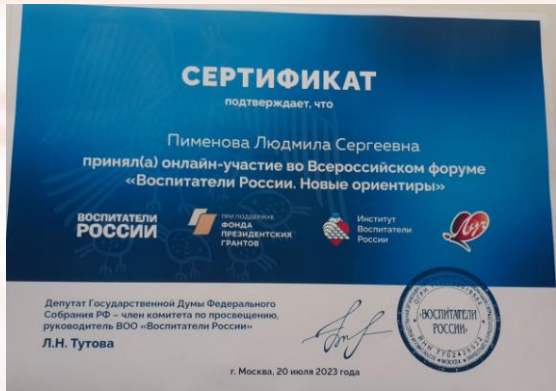 СЕРТИФИКАТ
подтверждает, что
Пименова Людмила Сергеевна
принял(а) онлайн-участие во Всероссийском форуме
«Воспитатели России. Новые ориентиры»
ВОСПИТАТЕЛИ
РОССИИ
ПРИ ПОДДЕРЖКЕ
ФОНДА
ПРЕЗИДЕНТСКИХ
ГРАНТОВ
Институт
Воспитатели
России
Депутат Государственной Думы Федерального
Собрания РФ – член комитета по просвещению,
руководитель ВОО «Воспитатели России»
Л.Н. Тутова
«ВОСПИТАТЕЛИ
РОССИИ»
г. Москва, 20 июля 2023 года